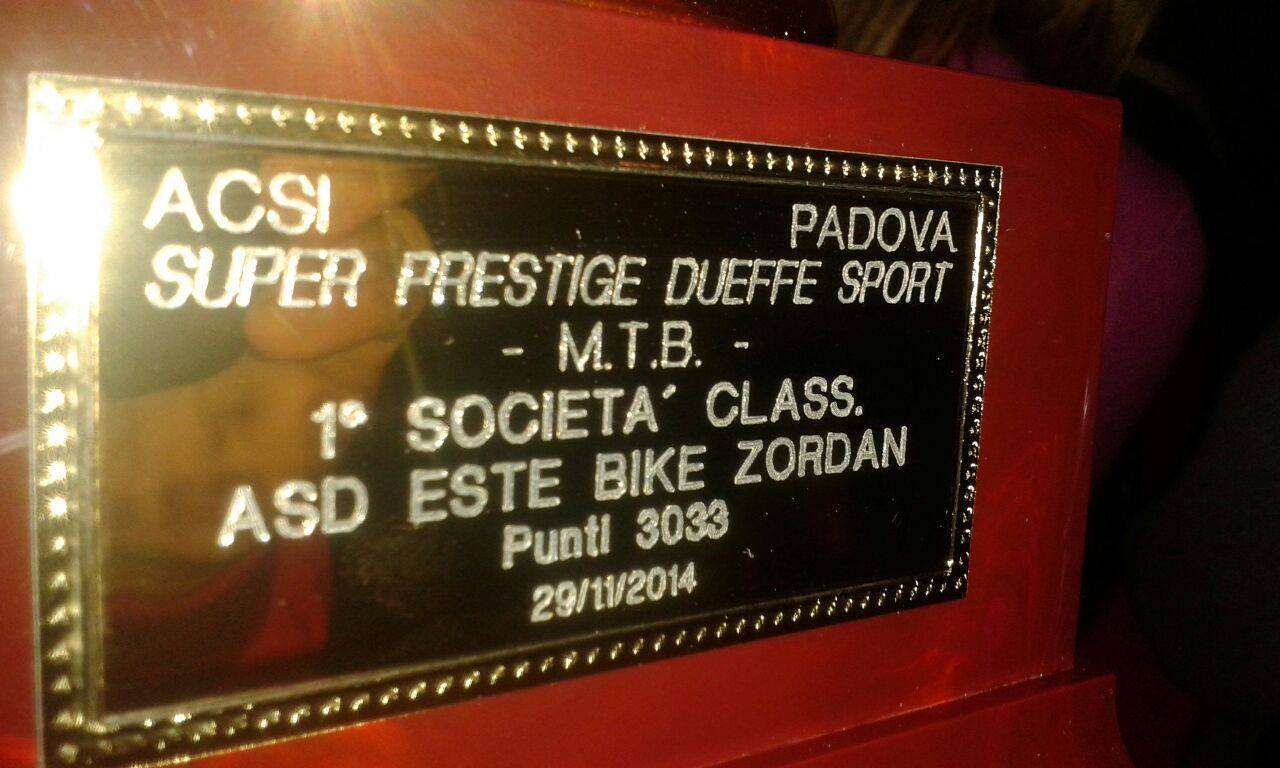 ACSI PADOVA
SUPER PRESTIGE DUEFFE SPORT
- M.T.B. -
1° SOCIETA´ CLASS.
ASD ESTE BIKE ZORDAN
Punti 3033
29/11/2014